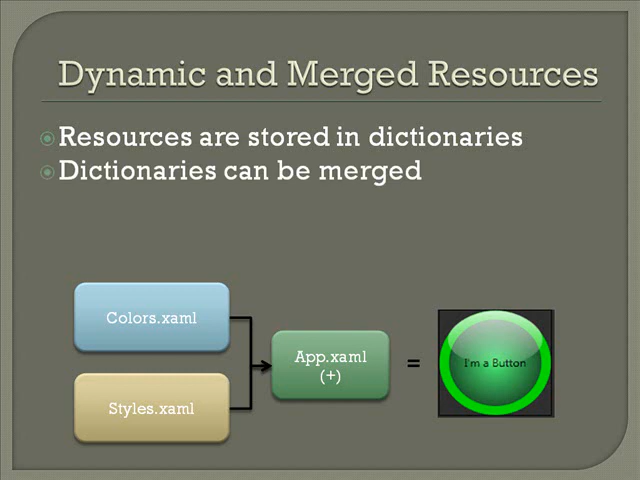 Dynamic and Merged Resources
Resources are stored in dictionaries
Dictionaries can be merged
Colors.xaml
Styles.xaml
App.xaml
(+)
=
I'm a Button